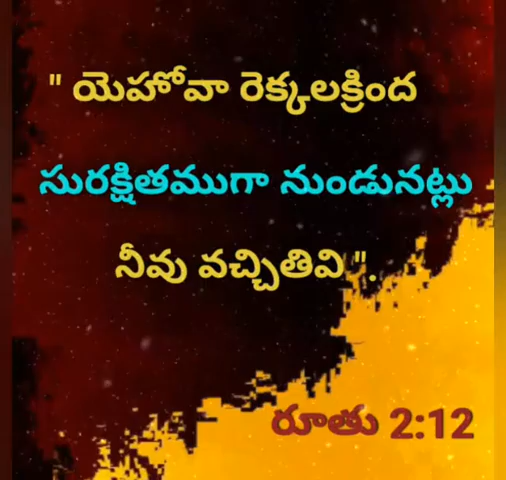 " యెహోవా రెక్కలక్రింద
సురక్షితముగా నుండునట్లు
నీవు వచ్చితివి ".
రూతు 2:12